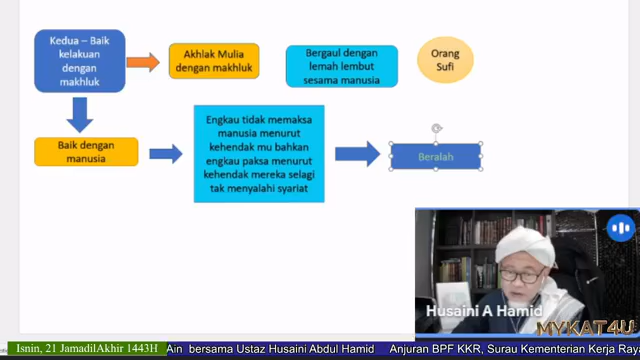 Kedua – Baik
kelakuan
dengan
makhluk
Akhlak Mulia
dengan makhluk
Bergaul dengan
lemah lembut
sesama manusia
Orang
Sufi
Baik dengan
manusia
Engkau tidak memaksa
manusia menurut
kehendak mu bahkan
engkau paksa menurut
kehendak mereka selagi
tak menyalahi syariat
Beralah
Husaini A Hamid
MYKAT4U
Isnin, 21 JamadilAkhir 1443H
Ain bersama Ustaz Husaini Abdul Hamid Anjuran BPF KKR, Surau Kementerian Kerja Raya